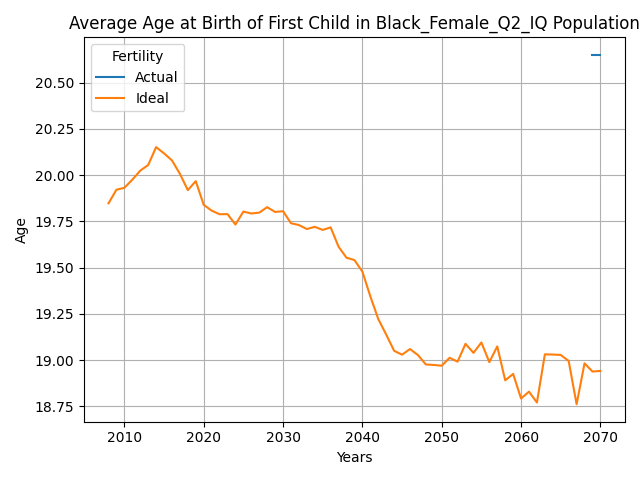 Average Age at Birth of First Child in Black_Female_Q2_IQ Population
Fertility
Actual
Ideal
Age
20.50
20.25
20.00
19.75
19.50
19.25
19.00
18.75
2010 2020 2030 2040 2050 2060 2070
Years